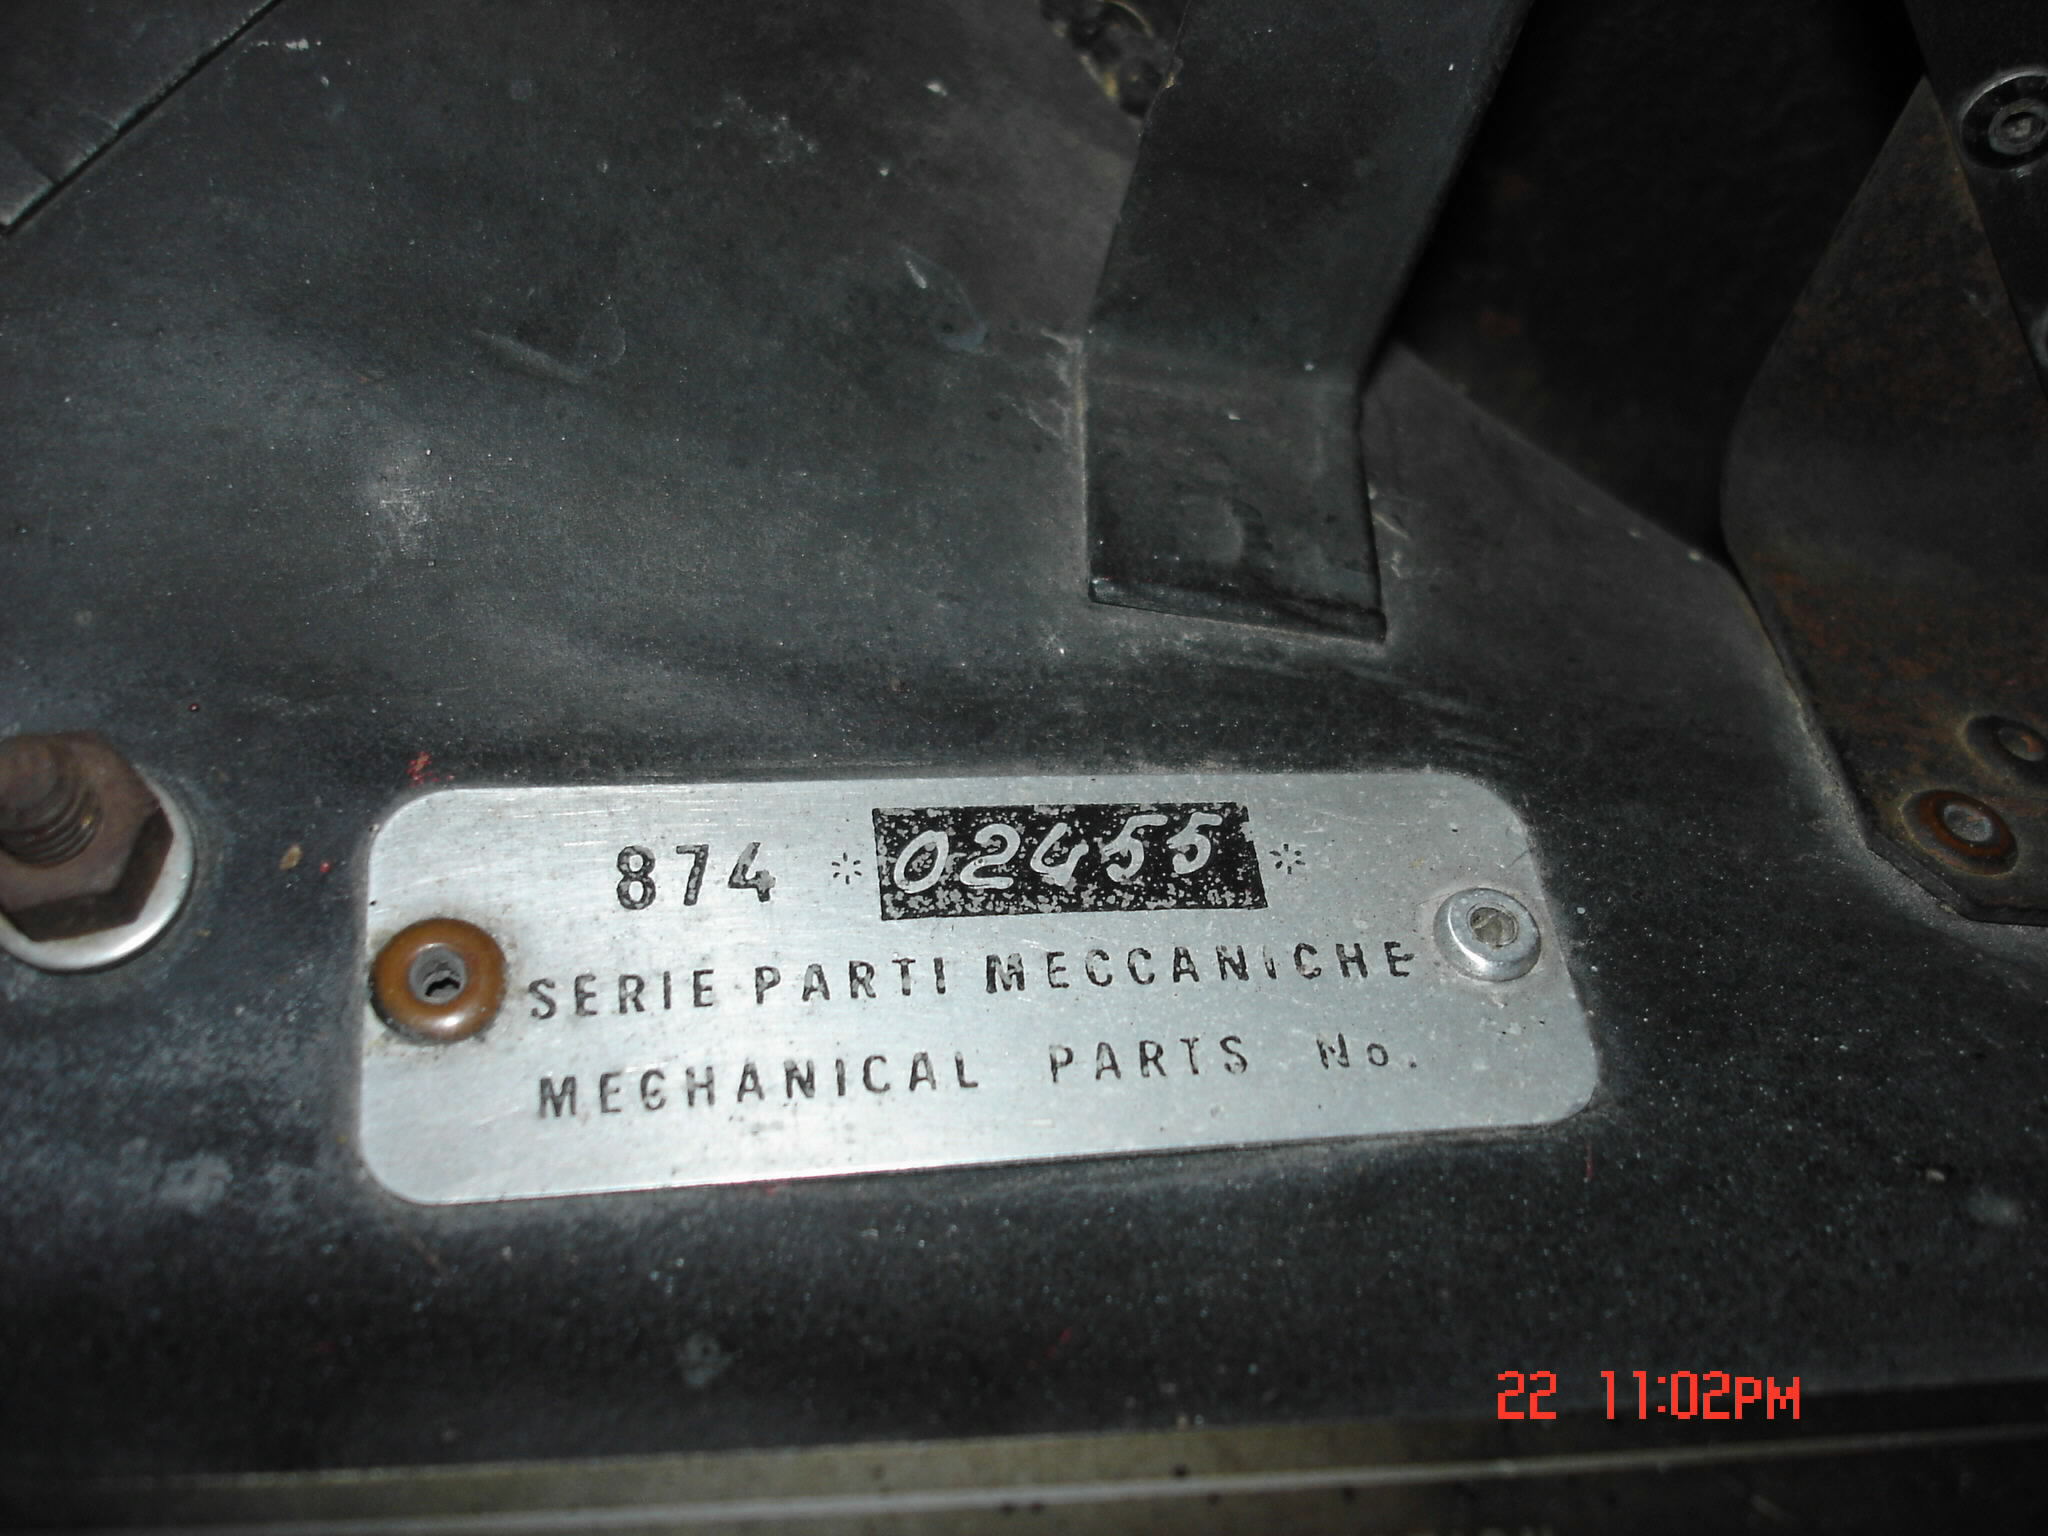 874 *02455*
SERIE PARTI MECCANICHE
MECHANICAL PARTS No.
22 11:02PM